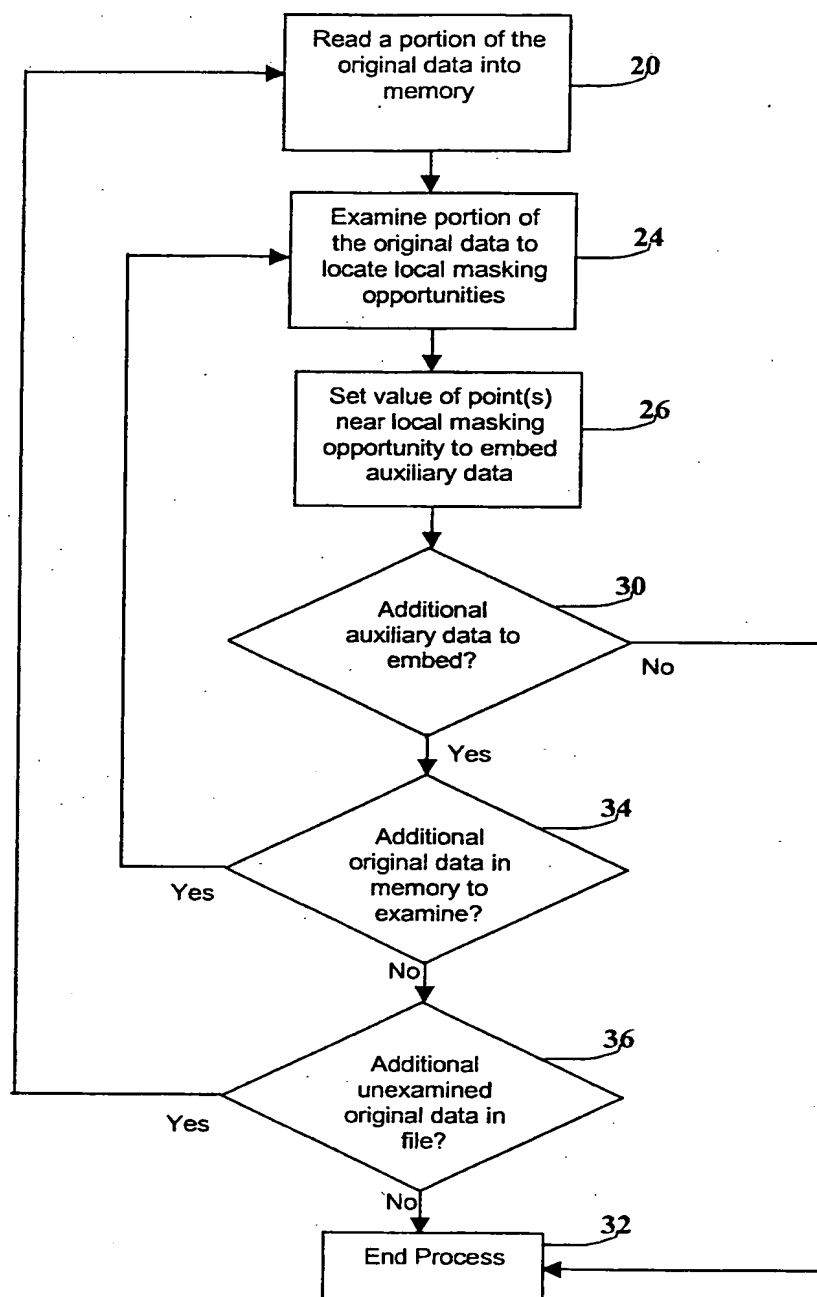 Read a portion of the
original data into
memory
20
Examine portion of
the original data to
locate local masking
opportunities
24
Set value of point(s)
near local masking
opportunity to embed
auxiliary data
26
30
Additional
auxiliary data to
embed?
No
Yes
34
Additional
original data in
memory to
examine?
Yes
No
36
Additional
unexamined
original data in
file?
Yes
No
32
End Process